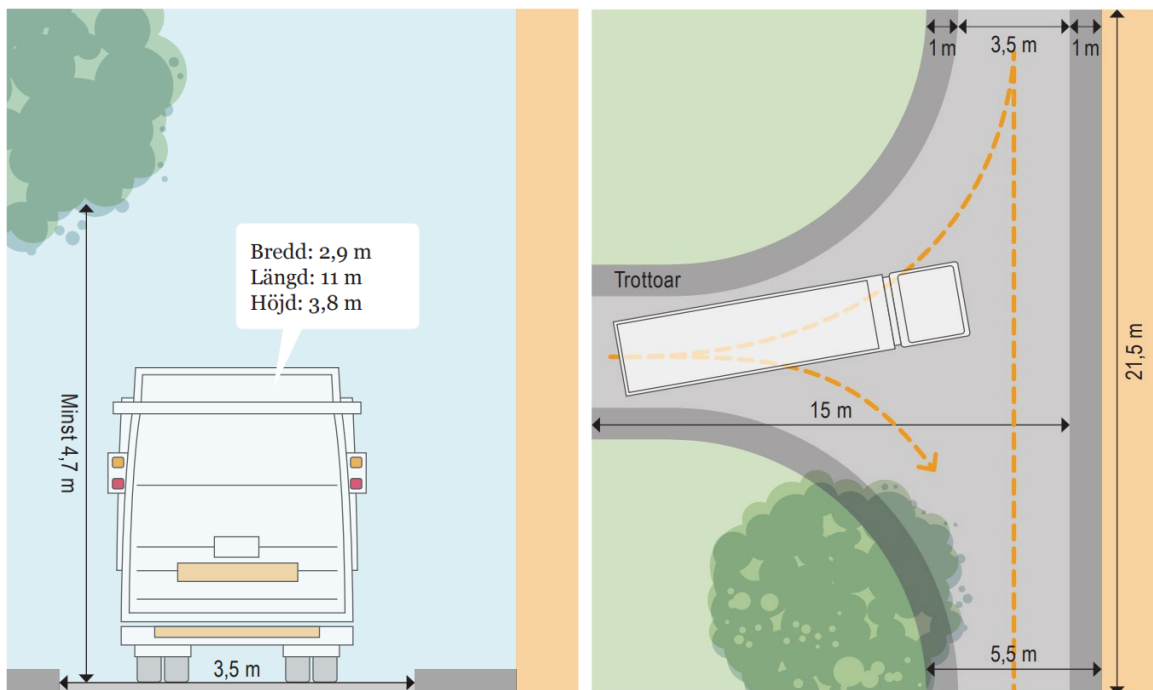 Bredd: 2,9 m
Längd: 11 m
Höjd: 3,8 m
Minst 4,7 m
3,5 m
1 m
3,5 m
1 m
Trottoar
21,5 m
15 m
5,5 m